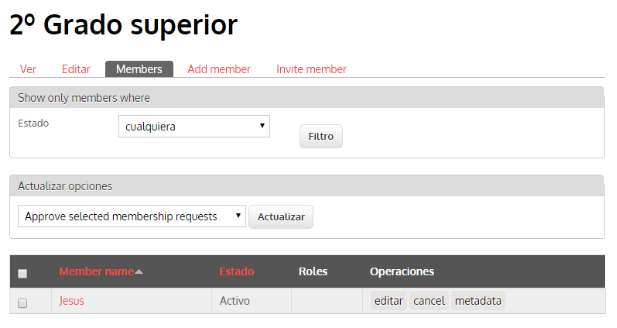 2º Grado superior
Ver Editar Members Add member Invite member
Show only members where
Estado cualquiera Filtro
Actualizar opciones
Approve selected membership requests Actualizar
Member name Estado Roles Operaciones
Jesus Activo editar cancel metadata